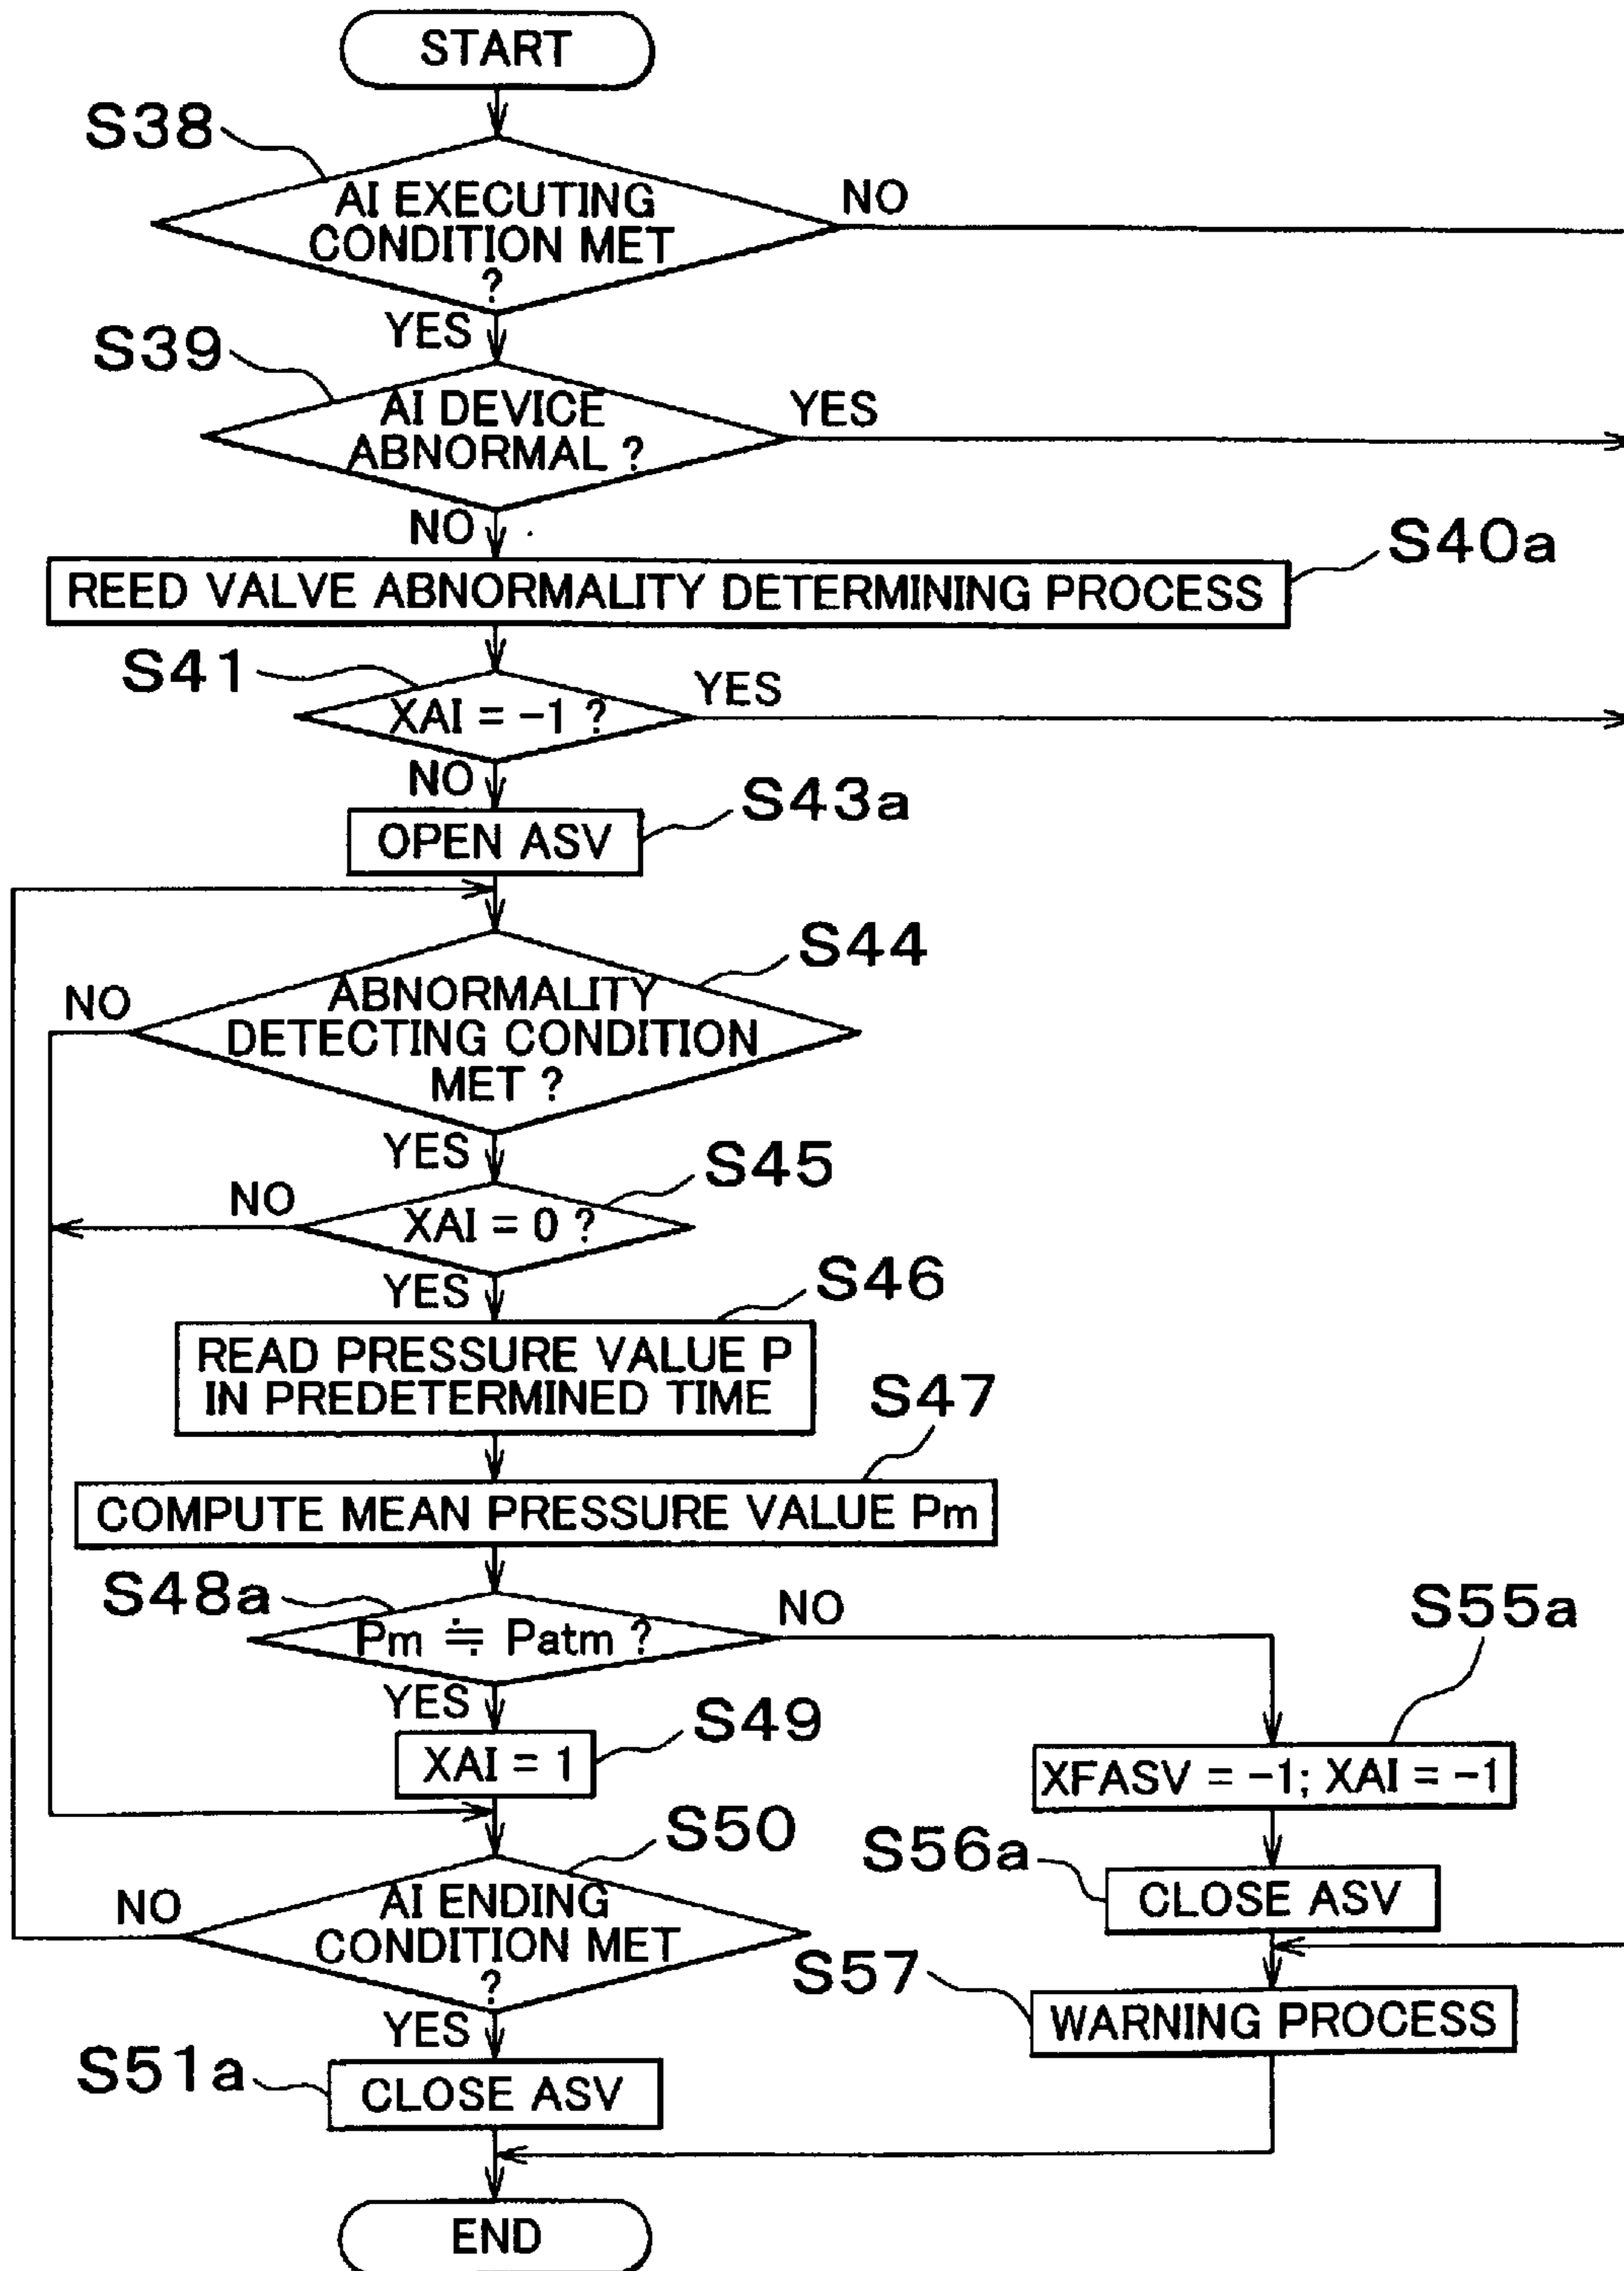 START
S38
AI EXECUTING
CONDITION MET
?
NO
YES
S39
AI DEVICE
ABNORMAL ?
YES
NO
S40a
REED VALVE ABNORMALITY DETERMINING PROCESS
S41
XAI = -1 ?
YES
NO
S43a
OPEN ASV
S44
ABNORMALITY
DETECTING CONDITION
MET ?
NO
YES
S45
XAI = 0 ?
NO
YES
S46
READ PRESSURE VALUE P
IN PREDETERMINED TIME
S47
COMPUTE MEAN PRESSURE VALUE Pm
S48a
Pm ≒ Patm ?
NO
YES
S55a
S49
XAI = 1
XFASV = -1; XAI = -1
S50
AI ENDING
CONDITION MET
?
NO
YES
S56a
CLOSE ASV
S57
WARNING PROCESS
S51a
CLOSE ASV
END